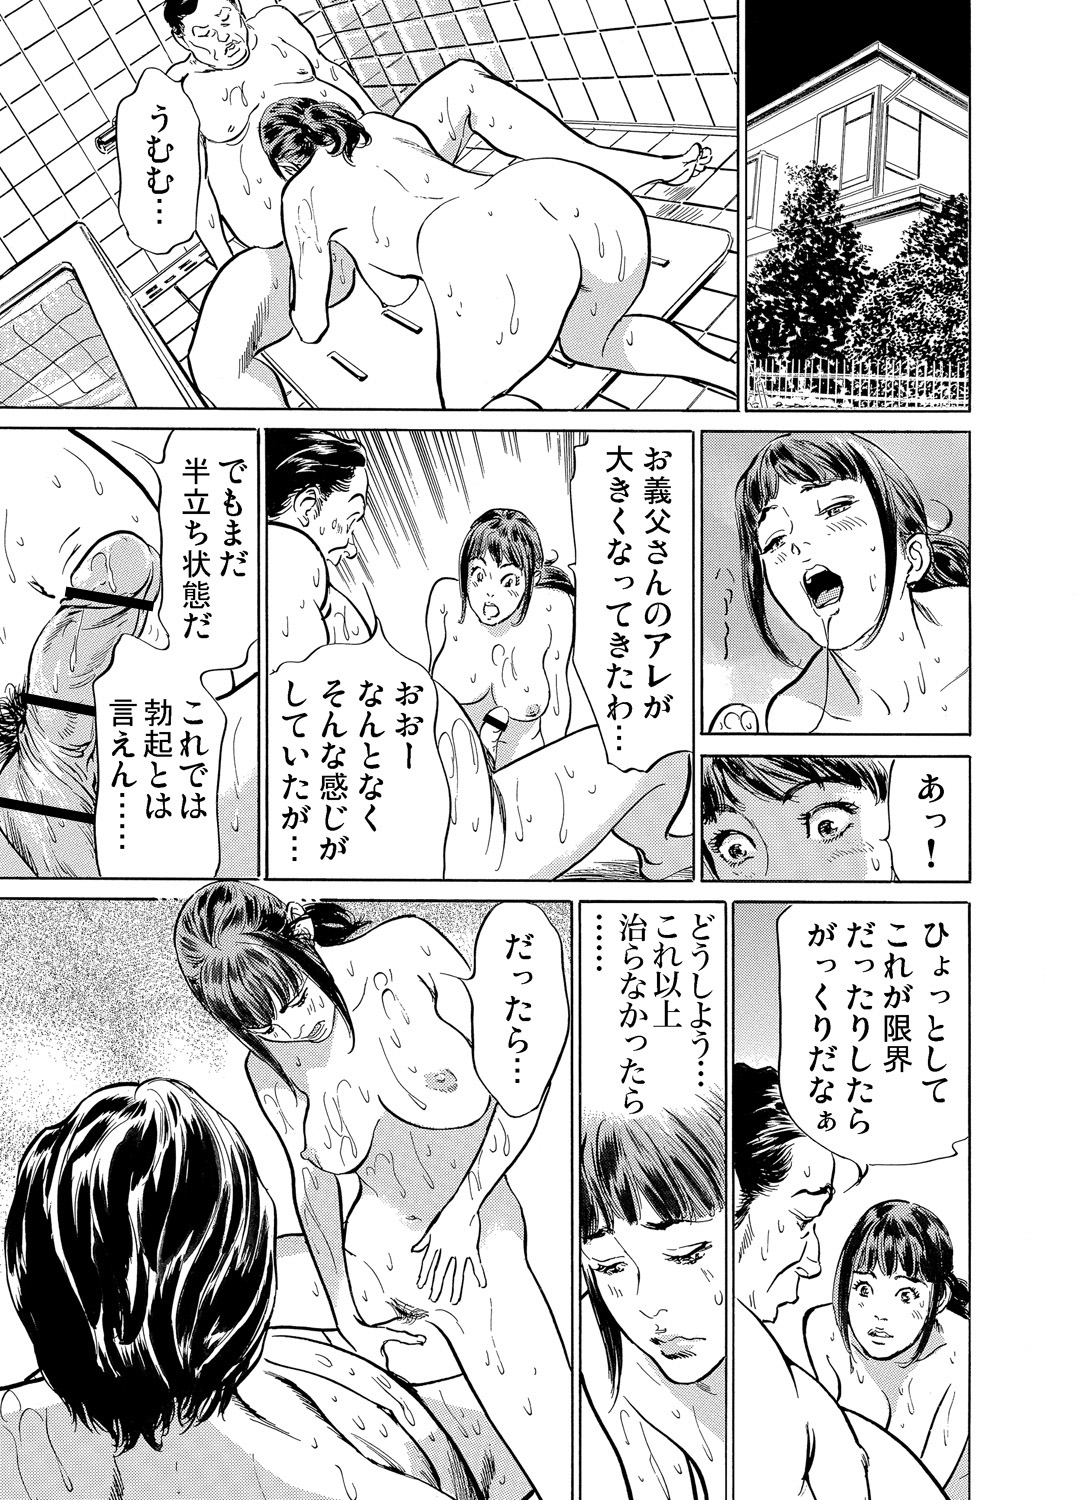 うむむ…
お義父さんのアレが
大きくなってきたわ…
あっ!
おおー
なんとなく
そんな感じが
していたが…
でもまだ
半立ち状態だ
これでは
勃起とは
言えん……
ひょっとして
これが限界
だったりしたら
がっくりだなぁ
どうしよう…
これ以上
治らなかったら
……
だったら…